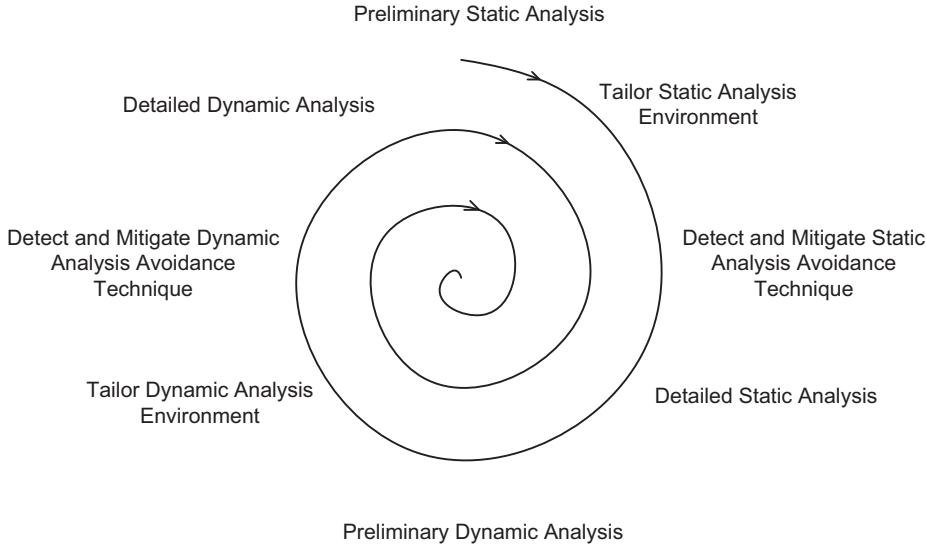 Preliminary Static Analysis
Tailor Static Analysis
Environment
Detect and Mitigate Static
Analysis Avoidance
Technique
Detailed Static Analysis
Preliminary Dynamic Analysis
Tailor Dynamic Analysis
Environment
Detect and Mitigate Dynamic
Analysis Avoidance
Technique
Detailed Dynamic Analysis